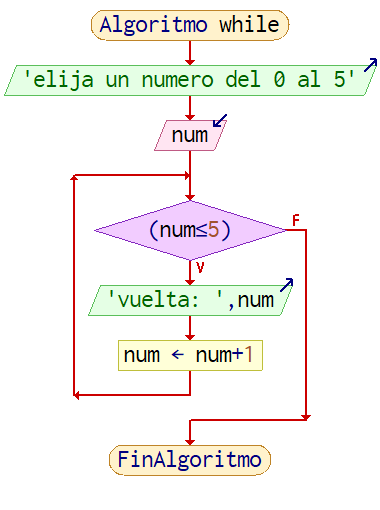 Algoritmo while
'elija un numero del 0 al 5'
num
(num≤5)
F
V
'vuelta: ',num
num ← num+1
FinAlgoritmo